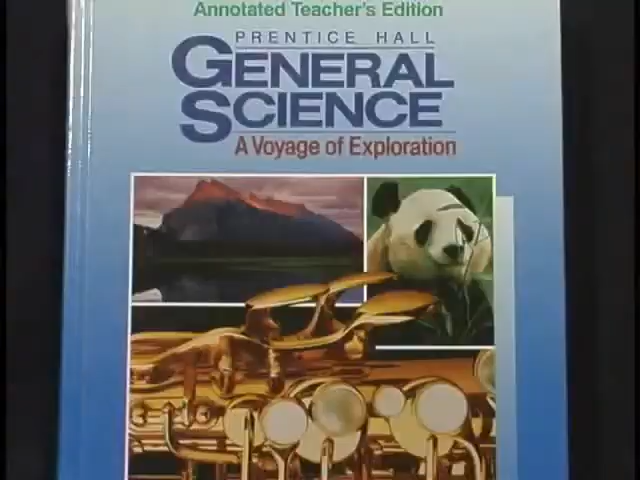 Annotated Teacher's Edition
PRENTICE HALL
GENERAL
SCIENCE
A Voyage of Exploration